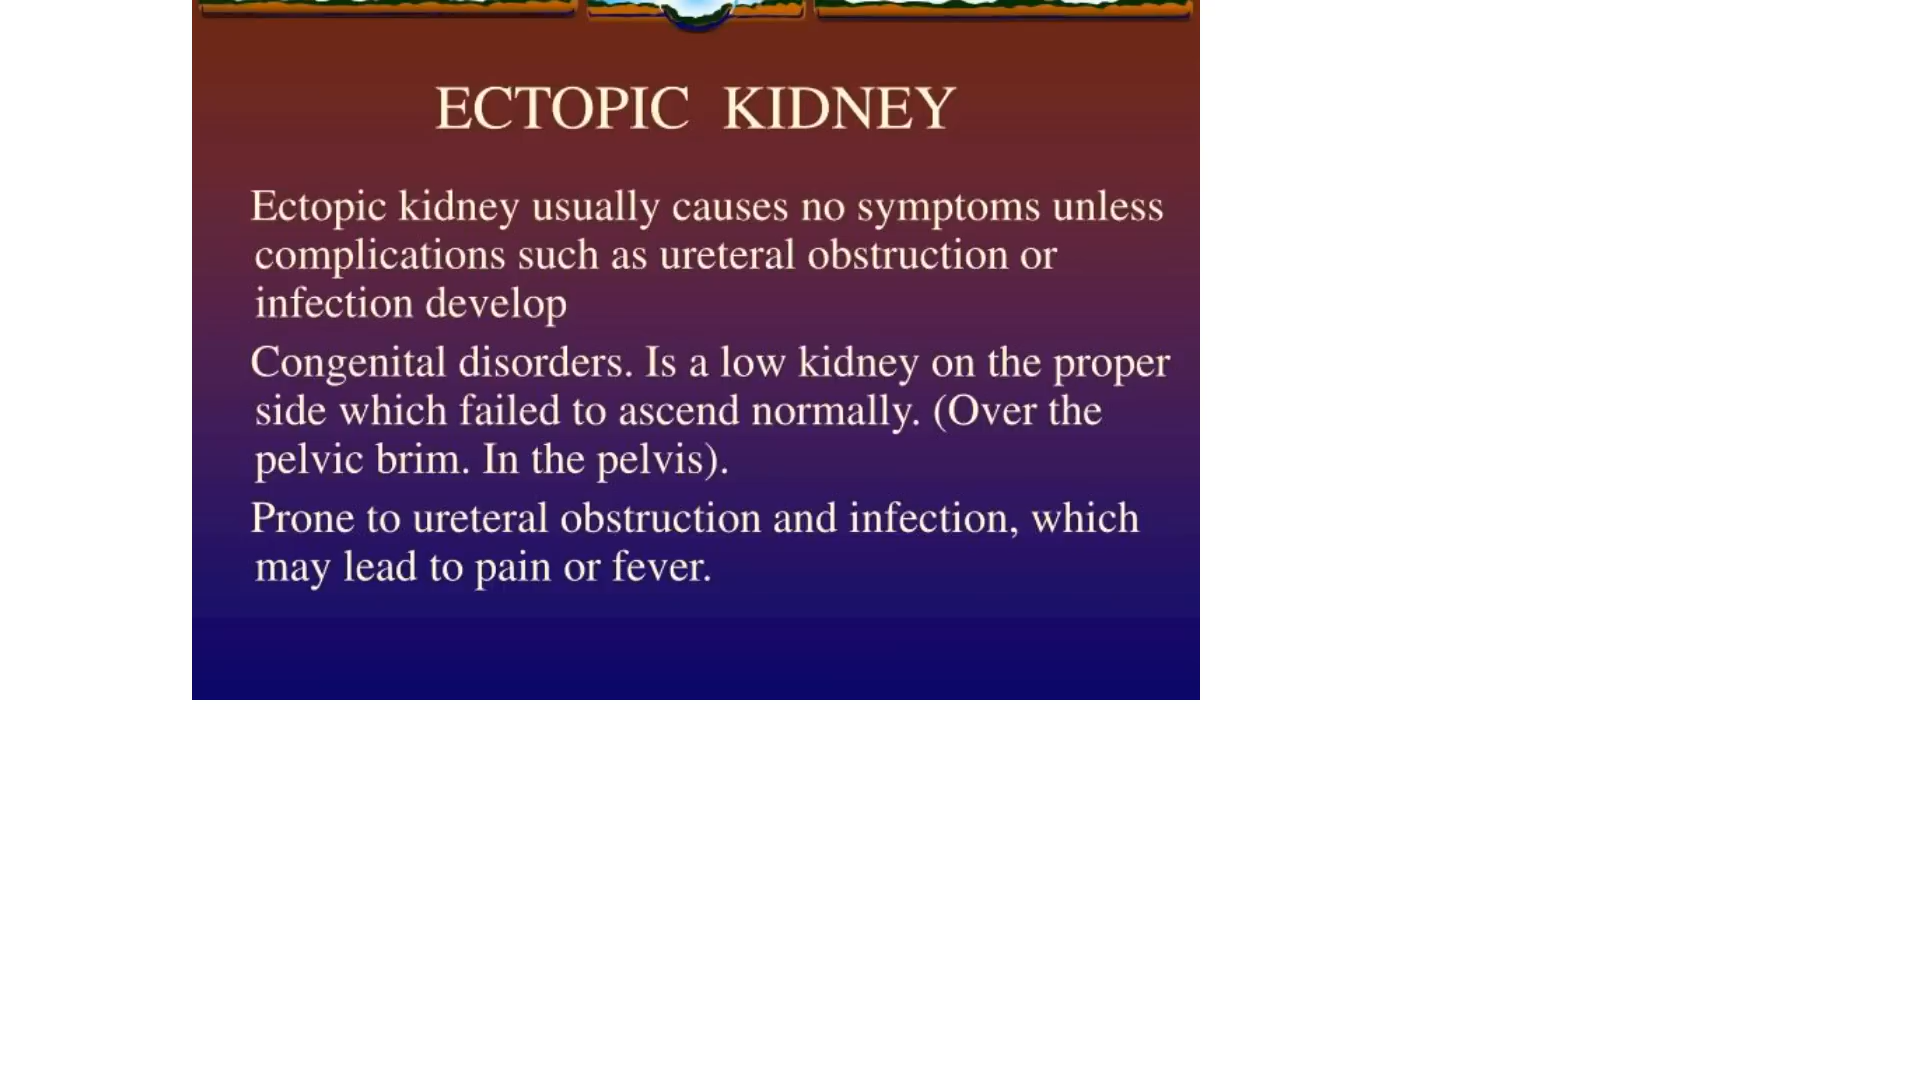 ECTOPIC KIDNEY
Ectopic kidney usually causes no symptoms unless
complications such as ureteral obstruction or
infection develop
Congenital disorders. Is a low kidney on the proper
side which failed to ascend normally. (Over the
pelvic brim. In the pelvis).
Prone to ureteral obstruction and infection, which
may lead to pain or fever.